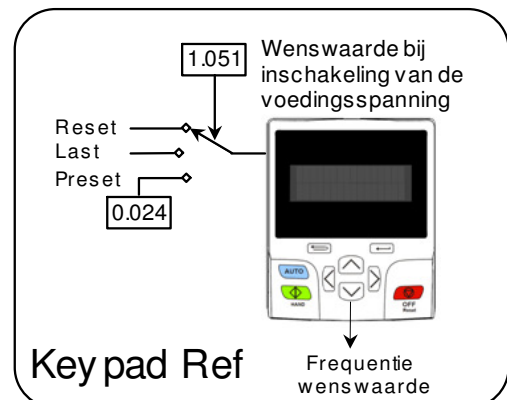 1.051
Wenswaarde bij
inschakeling van de
voedingsspanning
Reset
Last
Preset
0.024
AUTO
HAND
OFF
Reset
Keypad Ref
Frequentie
wenswaarde